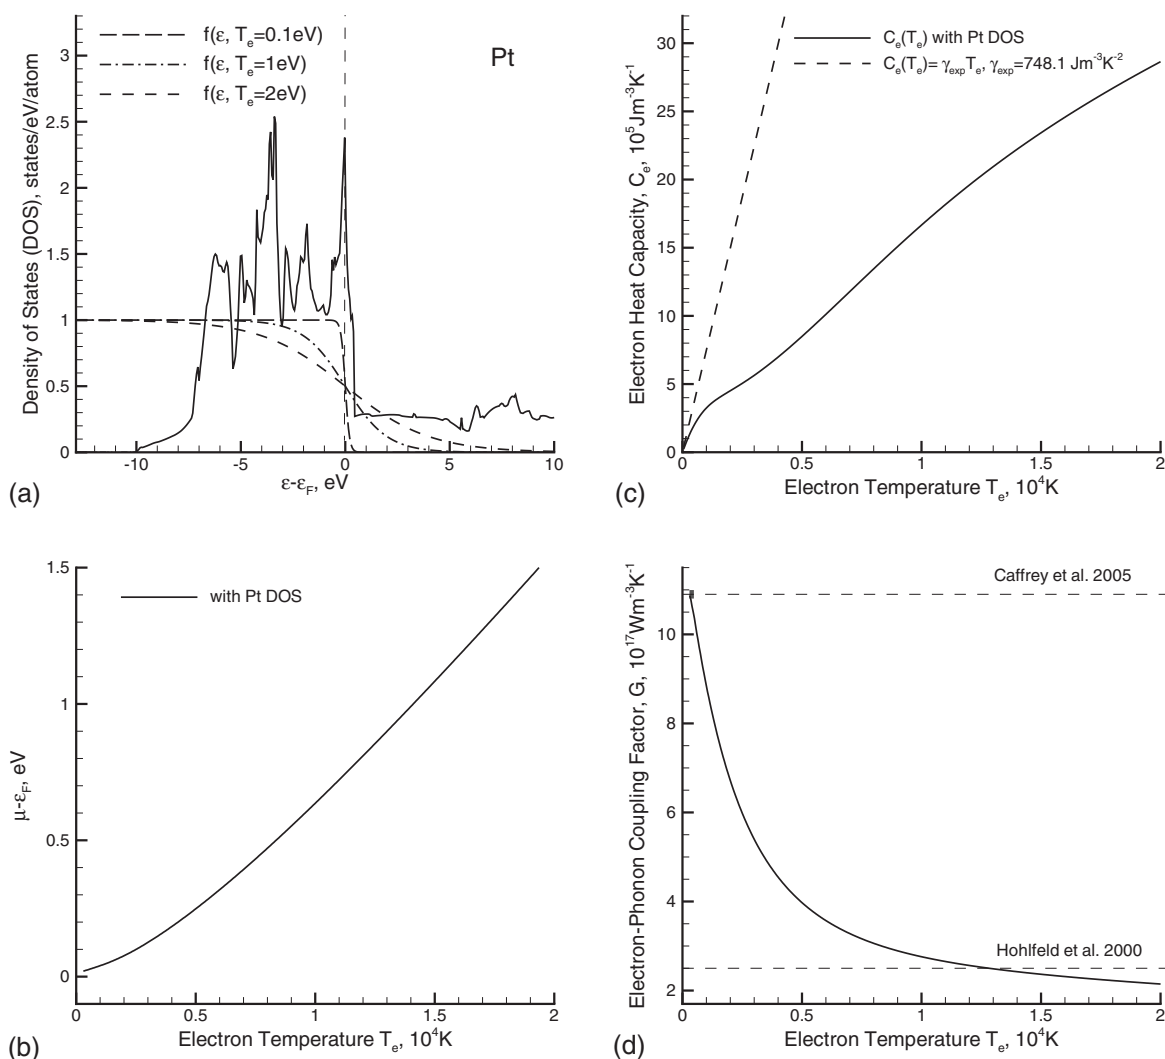 f(ε, Tₑ=0.1eV)
f(ε, Tₑ=1eV)
f(ε, Tₑ=2eV)
Pt
3
2.5
2
1.5
1
0.5
0
Density of States (DOS), states/eV/atom
-10
-5
0
5
10
ε-ε_F, eV
(a)
Cₑ(Tₑ) with Pt DOS
Cₑ(Tₑ)= γ_exp Tₑ, γ_exp=748.1 Jm⁻³K⁻²
30
25
20
15
10
5
0
Electron Heat Capacity, Cₑ, 10⁵Jm⁻³K⁻¹
0
0.5
1
1.5
2
Electron Temperature Tₑ, 10⁴K
(c)
with Pt DOS
1.5
1
0.5
0
μ-ε_F, eV
0
0.5
1
1.5
2
Electron Temperature Tₑ, 10⁴K
(b)
Caffrey et al. 2005
Hohlfeld et al. 2000
10
8
6
4
2
Electron-Phonon Coupling Factor, G, 10¹⁷Wm⁻³K⁻¹
0
0.5
1
1.5
2
Electron Temperature Tₑ, 10⁴K
(d)